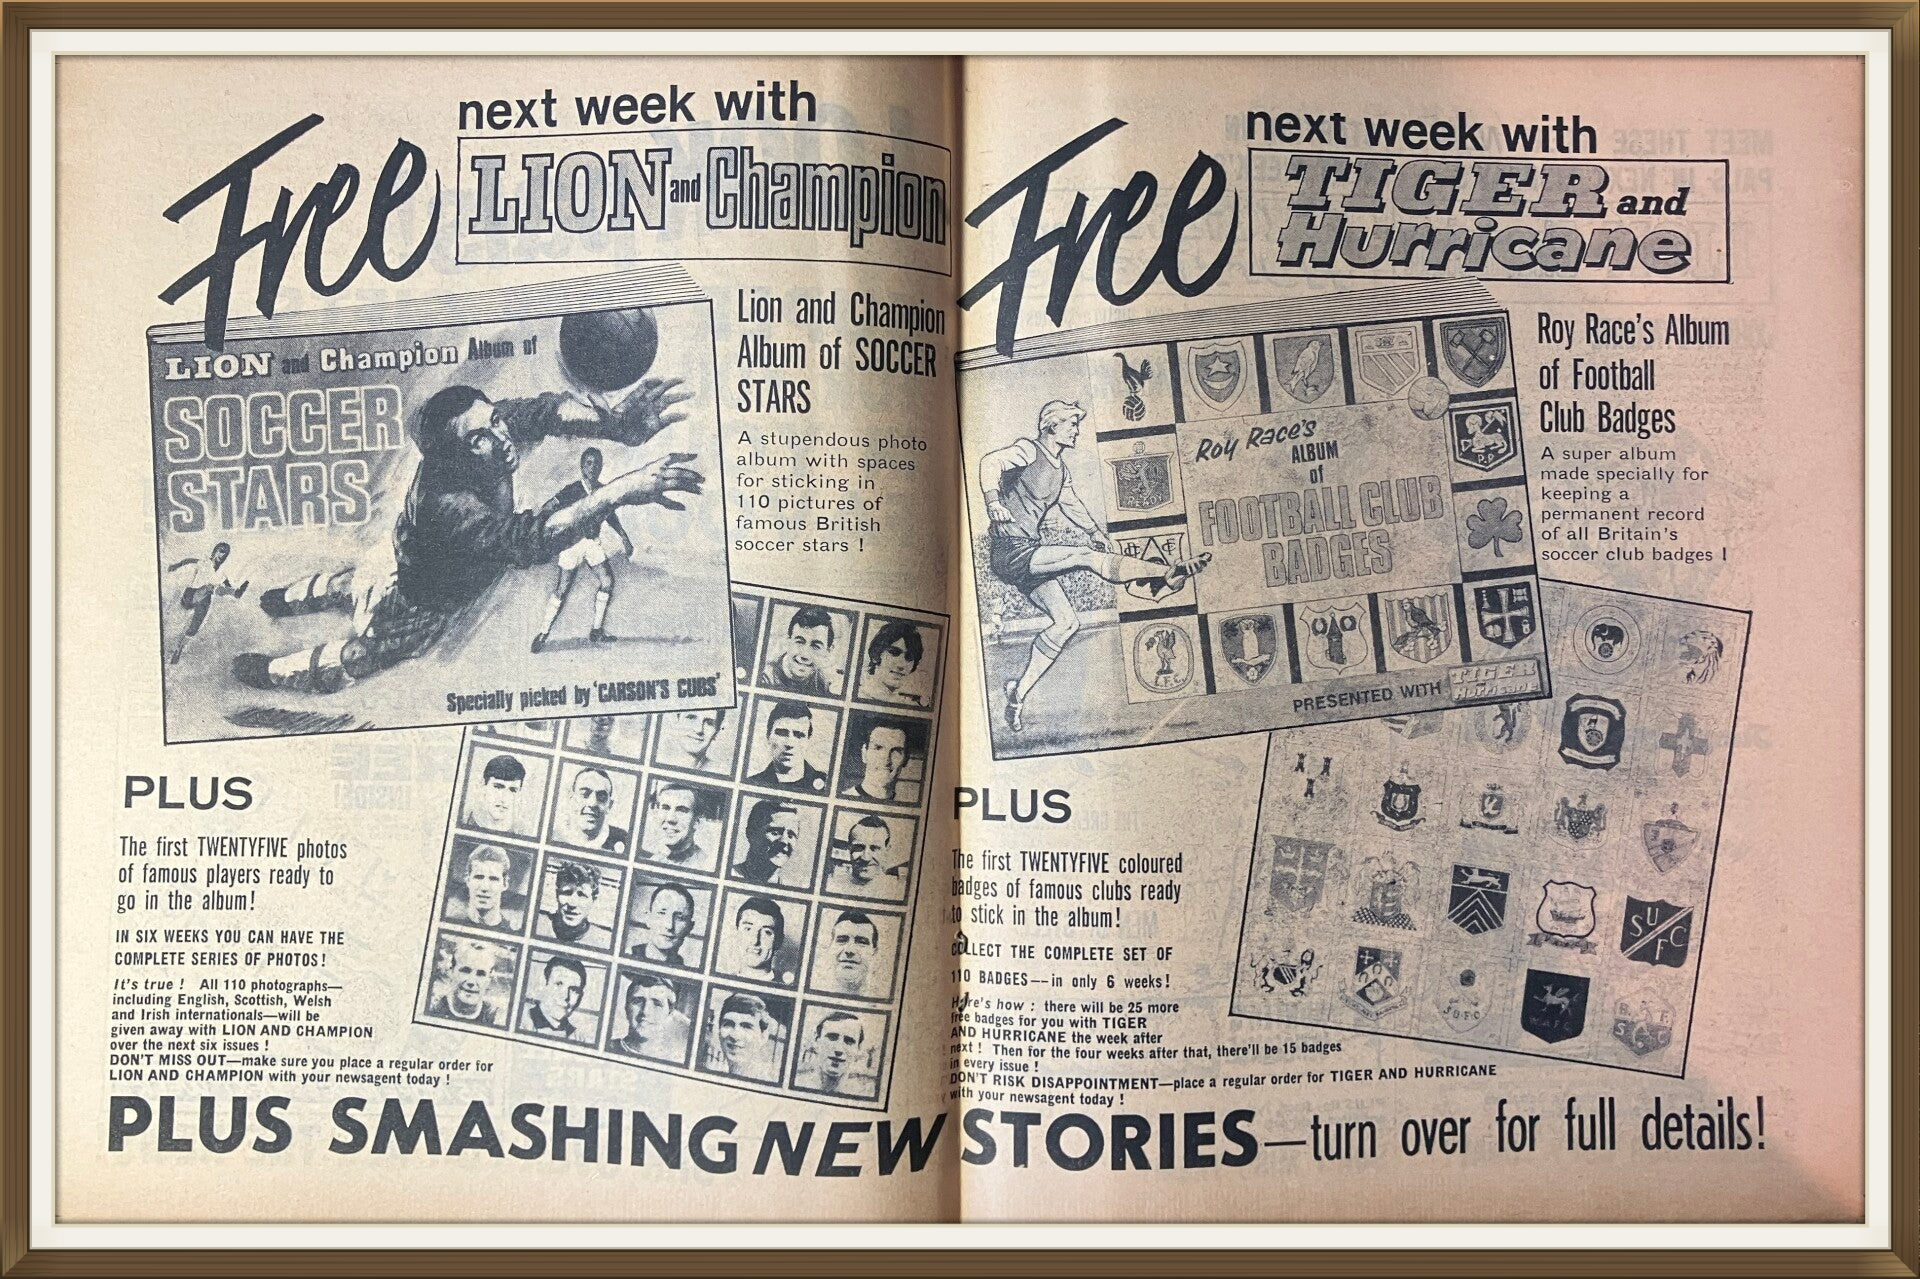 next week with
Free
LION and Champion
LION and Champion Album of
SOCCER
STARS
Specially picked by 'CARSON'S CUBS'
Lion and Champion
Album of SOCCER
STARS
A stupendous photo
album with spaces
for sticking in
110 pictures of
famous British
soccer stars !
PLUS
The first TWENTYFIVE photos
of famous players ready to
go in the album!
IN SIX WEEKS YOU CAN HAVE THE
COMPLETE SERIES OF PHOTOS!
It's true ! All 110 photographs—
including English, Scottish, Welsh
and Irish internationals—will be
given away with LION AND CHAMPION
over the next six issues !
DON'T MISS OUT—make sure you place a regular order for
LION AND CHAMPION with your newsagent today !
next week with
Free
TIGER and
Hurricane
Roy Race's
ALBUM
of
FOOTBALL CLUB
BADGES
PRESENTED WITH TIGER
and Hurricane
L.F.C.
Roy Race's Album
of Football
Club Badges
A super album
made specially for
keeping a
permanent record
of all Britain's
soccer club badges !
PLUS
The first TWENTYFIVE coloured
badges of famous clubs ready
to stick in the album!
COLLECT THE COMPLETE SET OF
110 BADGES——in only 6 weeks!
Here's how : there will be 25 more
free badges for you with TIGER
AND HURRICANE the week after
next ! Then for the four weeks after that, there'll be 15 badges
in every issue !
DON'T RISK DISAPPOINTMENT—place a regular order for TIGER AND HURRICANE
with your newsagent today !
SUFC
PLUS SMASHING NEW STORIES—turn over for full details!